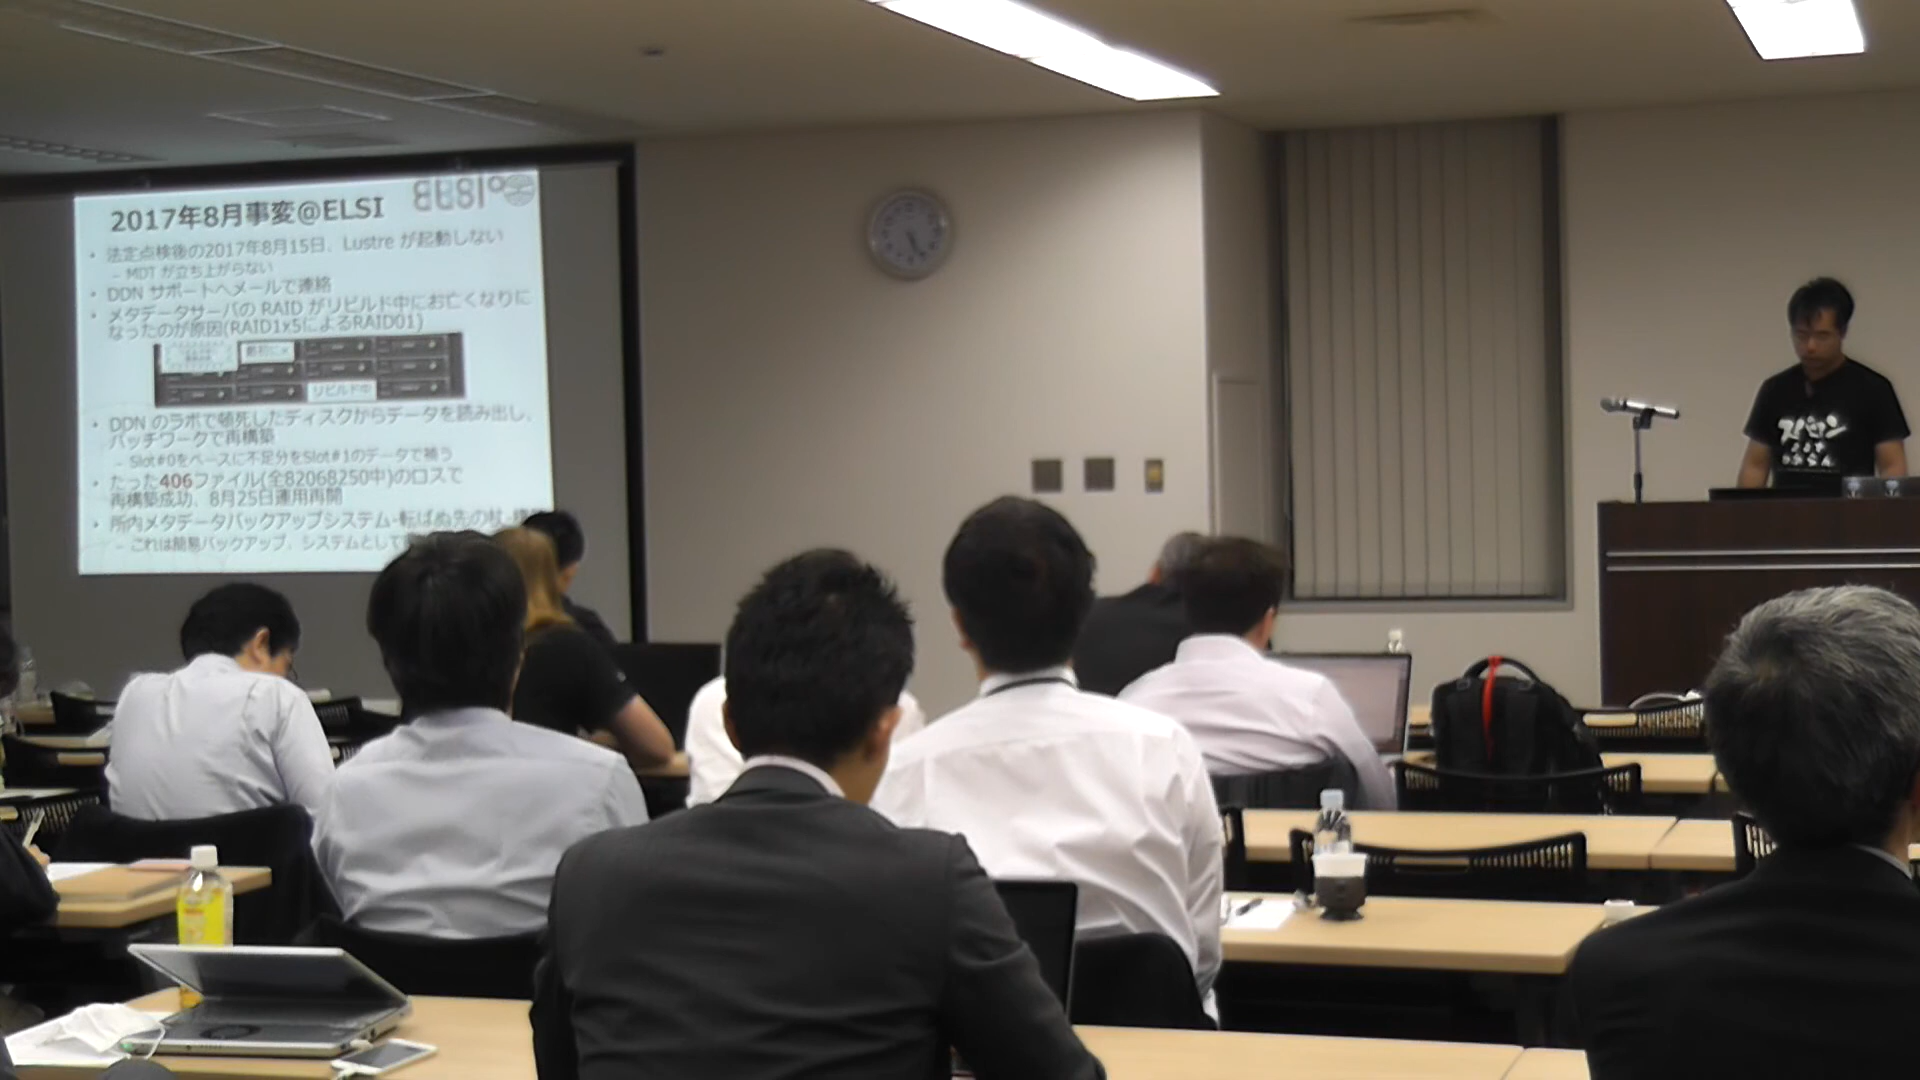 2017年8月事変@ELSI
• 法定点検後の2017年8月15日、Lustre が起動しない
– MDT が立ち上がらない
• DDN サポートへメールで連絡
• メタデータサーバの RAID がリビルド中にお亡くなりに
なったのが原因(RAID1x5によるRAID01)
最初に×
リビルド中
• DDN のラボで頓死したディスクからデータを読み出し、
パッチワークで再構築
– Slot#0をベースに不足分をSlot#1のデータで補う
• たった406ファイル(全82068250中)のロスで
再構築成功、8月25日運用再開
• 所内メタデータバックアップシステム-転ばぬ先の杖-
– これは簡易バックアップ、システムとして
スパコン